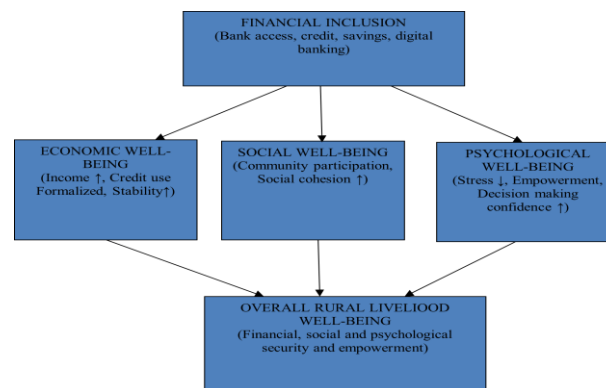 FINANCIAL INCLUSION
(Bank access, credit, savings, digital
banking)
ECONOMIC WELL-
BEING
(Income ↑, Credit use
Formalized, Stability↑)
SOCIAL WELL-BEING
(Community participation,
Social cohesion ↑)
PSYCHOLOGICAL
WELL-BEING
(Stress ↓, Empowerment,
Decision making
confidence ↑)
OVERALL RURAL LIVELIOOD
WELL-BEING
(Financial, social and psychological
security and empowerment)